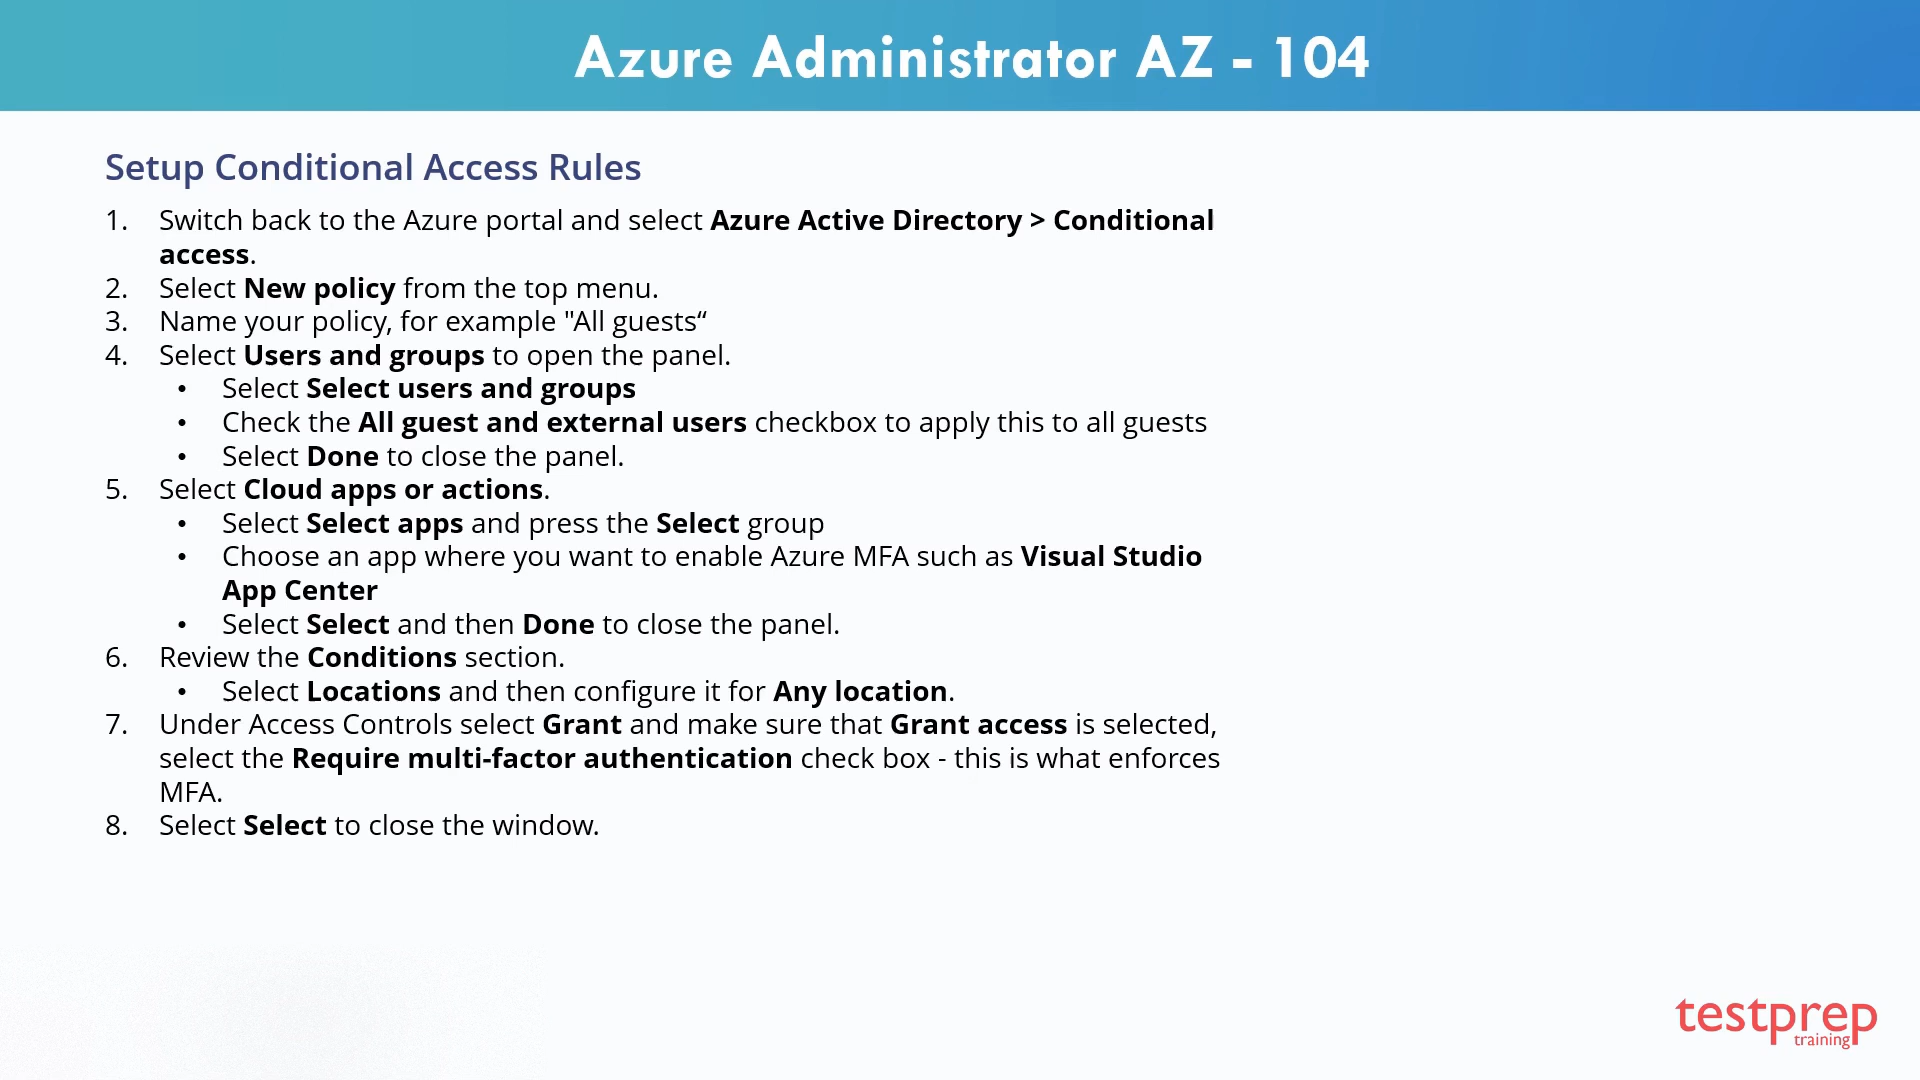 Azure Administrator AZ - 104
Setup Conditional Access Rules
1. Switch back to the Azure portal and select Azure Active Directory > Conditional
access.
2. Select New policy from the top menu.
3. Name your policy, for example "All guests“
4. Select Users and groups to open the panel.
• Select Select users and groups
• Check the All guest and external users checkbox to apply this to all guests
• Select Done to close the panel.
5. Select Cloud apps or actions.
• Select Select apps and press the Select group
• Choose an app where you want to enable Azure MFA such as Visual Studio
App Center
• Select Select and then Done to close the panel.
6. Review the Conditions section.
• Select Locations and then configure it for Any location.
7. Under Access Controls select Grant and make sure that Grant access is selected,
select the Require multi-factor authentication check box - this is what enforces
MFA.
8. Select Select to close the window.
testprep
training